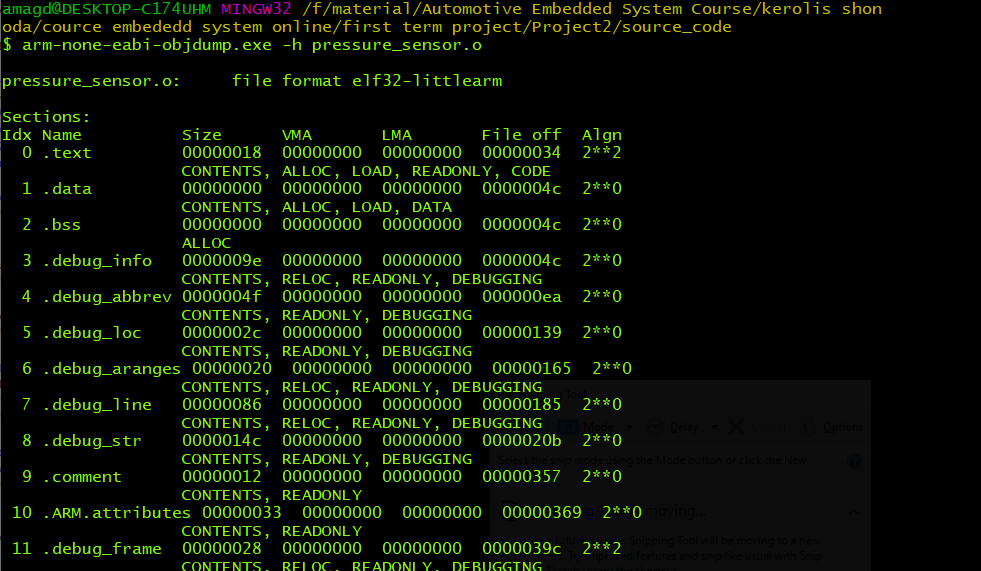 amagd@DESKTOP-C174UHM MINGW32 /f/material/Automotive Embedded System Course/kerolis shon
oda/cource embededd system online/first term project/Project2/source_code
$ arm-none-eabi-objdump.exe -h pressure_sensor.o
pressure_sensor.o:     file format elf32-littlearm
Sections:
Idx Name          Size      VMA       LMA       File off  Algn
  0 .text         00000018  00000000  00000000  00000034  2**2
                  CONTENTS, ALLOC, LOAD, READONLY, CODE
  1 .data         00000000  00000000  00000000  0000004c  2**0
                  CONTENTS, ALLOC, LOAD, DATA
  2 .bss          00000000  00000000  00000000  0000004c  2**0
                  ALLOC
  3 .debug_info   0000009e  00000000  00000000  0000004c  2**0
                  CONTENTS, RELOC, READONLY, DEBUGGING
  4 .debug_abbrev 0000004f  00000000  00000000  000000ea  2**0
                  CONTENTS, READONLY, DEBUGGING
  5 .debug_loc    0000002c  00000000  00000000  00000139  2**0
                  CONTENTS, READONLY, DEBUGGING
  6 .debug_aranges 00000020  00000000  00000000  00000165  2**0
                  CONTENTS, RELOC, READONLY, DEBUGGING
  7 .debug_line   00000086  00000000  00000000  00000185  2**0
                  CONTENTS, RELOC, READONLY, DEBUGGING
  8 .debug_str    0000014c  00000000  00000000  0000020b  2**0
                  CONTENTS, READONLY, DEBUGGING
  9 .comment      00000012  00000000  00000000  00000357  2**0
                  CONTENTS, READONLY
 10 .ARM.attributes 00000033  00000000  00000000  00000369  2**0
                  CONTENTS, READONLY
 11 .debug_frame  00000028  00000000  00000000  0000039c  2**2
                  CONTENTS, RELOC, READONLY, DEBUGGING
Mode Delay Options
Select the snip mode using the Mode button or click the New
moving...
Snipping Tool will be moving to a new
features and snip like usual with Snip